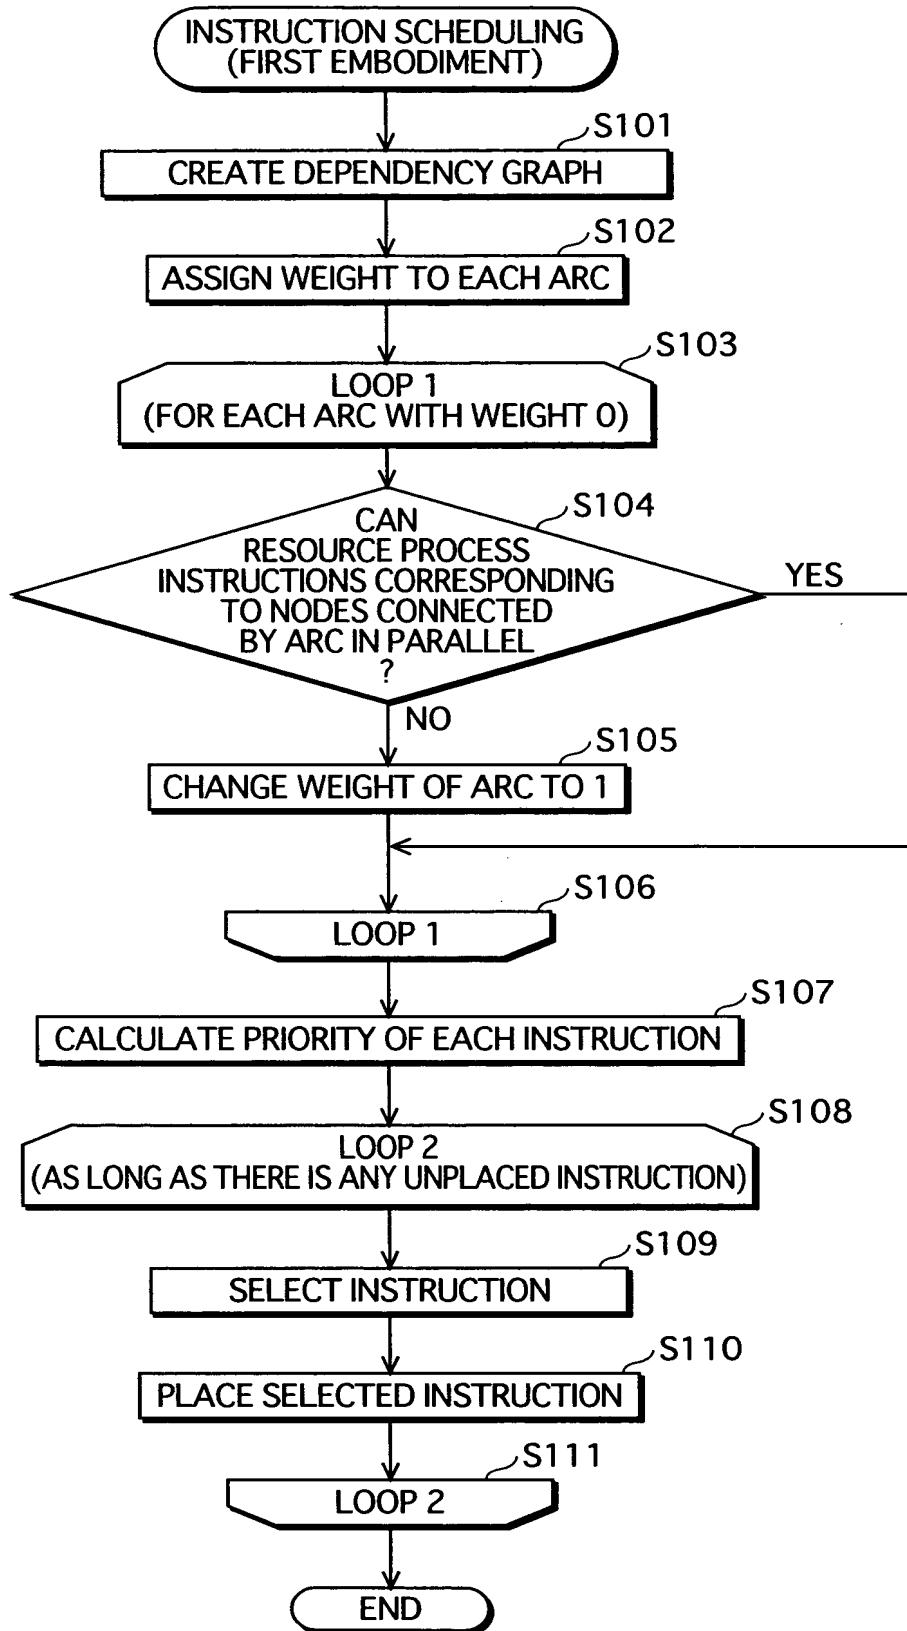 INSTRUCTION SCHEDULING
(FIRST EMBODIMENT)
S101
CREATE DEPENDENCY GRAPH
S102
ASSIGN WEIGHT TO EACH ARC
S103
LOOP 1
(FOR EACH ARC WITH WEIGHT 0)
S104
CAN
RESOURCE PROCESS
INSTRUCTIONS CORRESPONDING
TO NODES CONNECTED
BY ARC IN PARALLEL
?
YES
NO
S105
CHANGE WEIGHT OF ARC TO 1
S106
LOOP 1
S107
CALCULATE PRIORITY OF EACH INSTRUCTION
S108
LOOP 2
(AS LONG AS THERE IS ANY UNPLACED INSTRUCTION)
S109
SELECT INSTRUCTION
S110
PLACE SELECTED INSTRUCTION
S111
LOOP 2
END